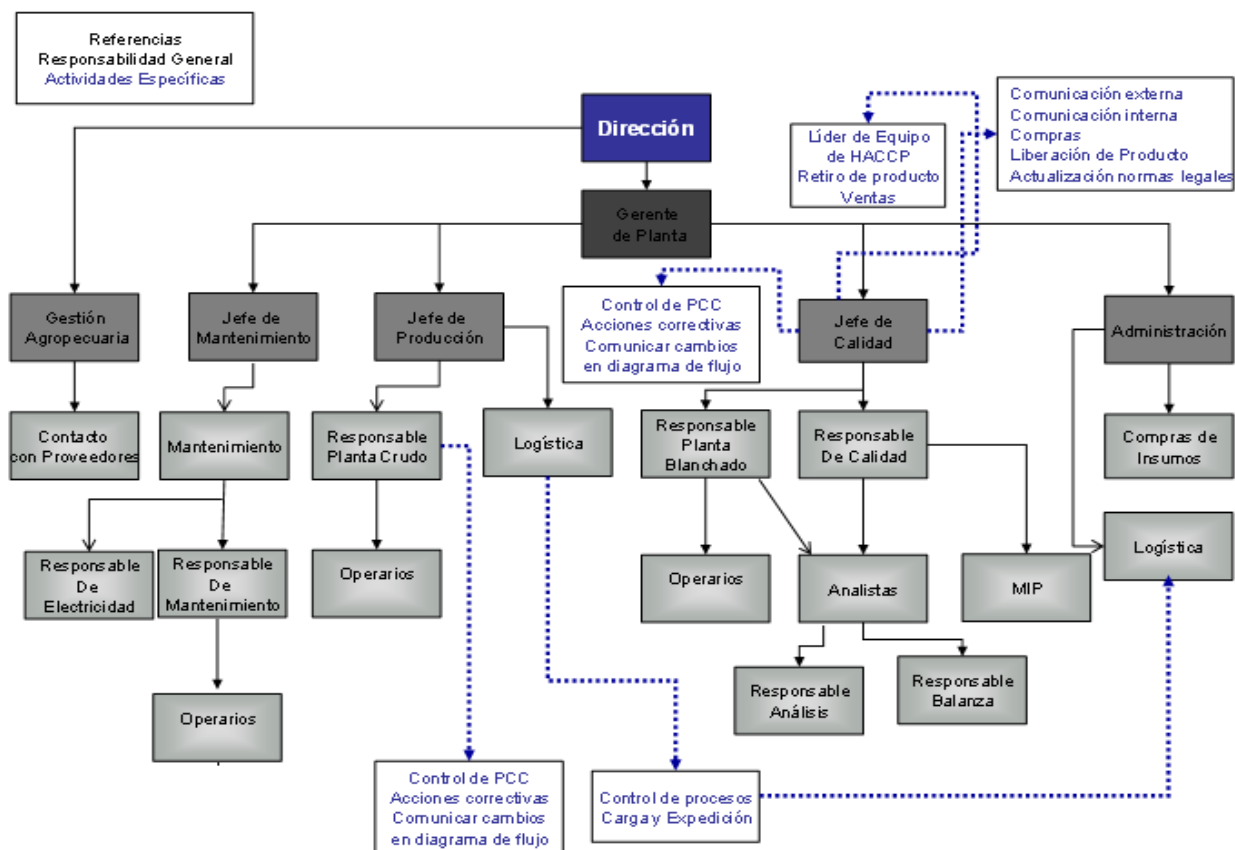 Referencias
Responsabilidad General
Actividades Específicas
Dirección
Líder de Equipo
de HACCP
Retiro de producto
Ventas
Comunicación externa
Comunicación interna
Compras
Liberación de Producto
Actualización normas legales
Gerente
de Planta
Gestión
Agropecuaria
Jefe de
Mantenimiento
Jefe de
Producción
Control de PCC
Acciones correctivas
Comunicar cambios
en diagrama de flujo
Jefe de
Calidad
Administración
Contacto
con Proveedores
Mantenimiento
Responsable
Planta Crudo
Logística
Responsable
Planta
Blanchado
Responsable
De Calidad
Compras de
Insumos
Responsable
De
Electricidad
Responsable
De
Mantenimiento
Operarios
Operarios
Analistas
MIP
Logística
Operarios
Responsable
Análisis
Responsable
Balanza
Control de PCC
Acciones correctivas
Comunicar cambios
en diagrama de flujo
Control de procesos
Carga y Expedición